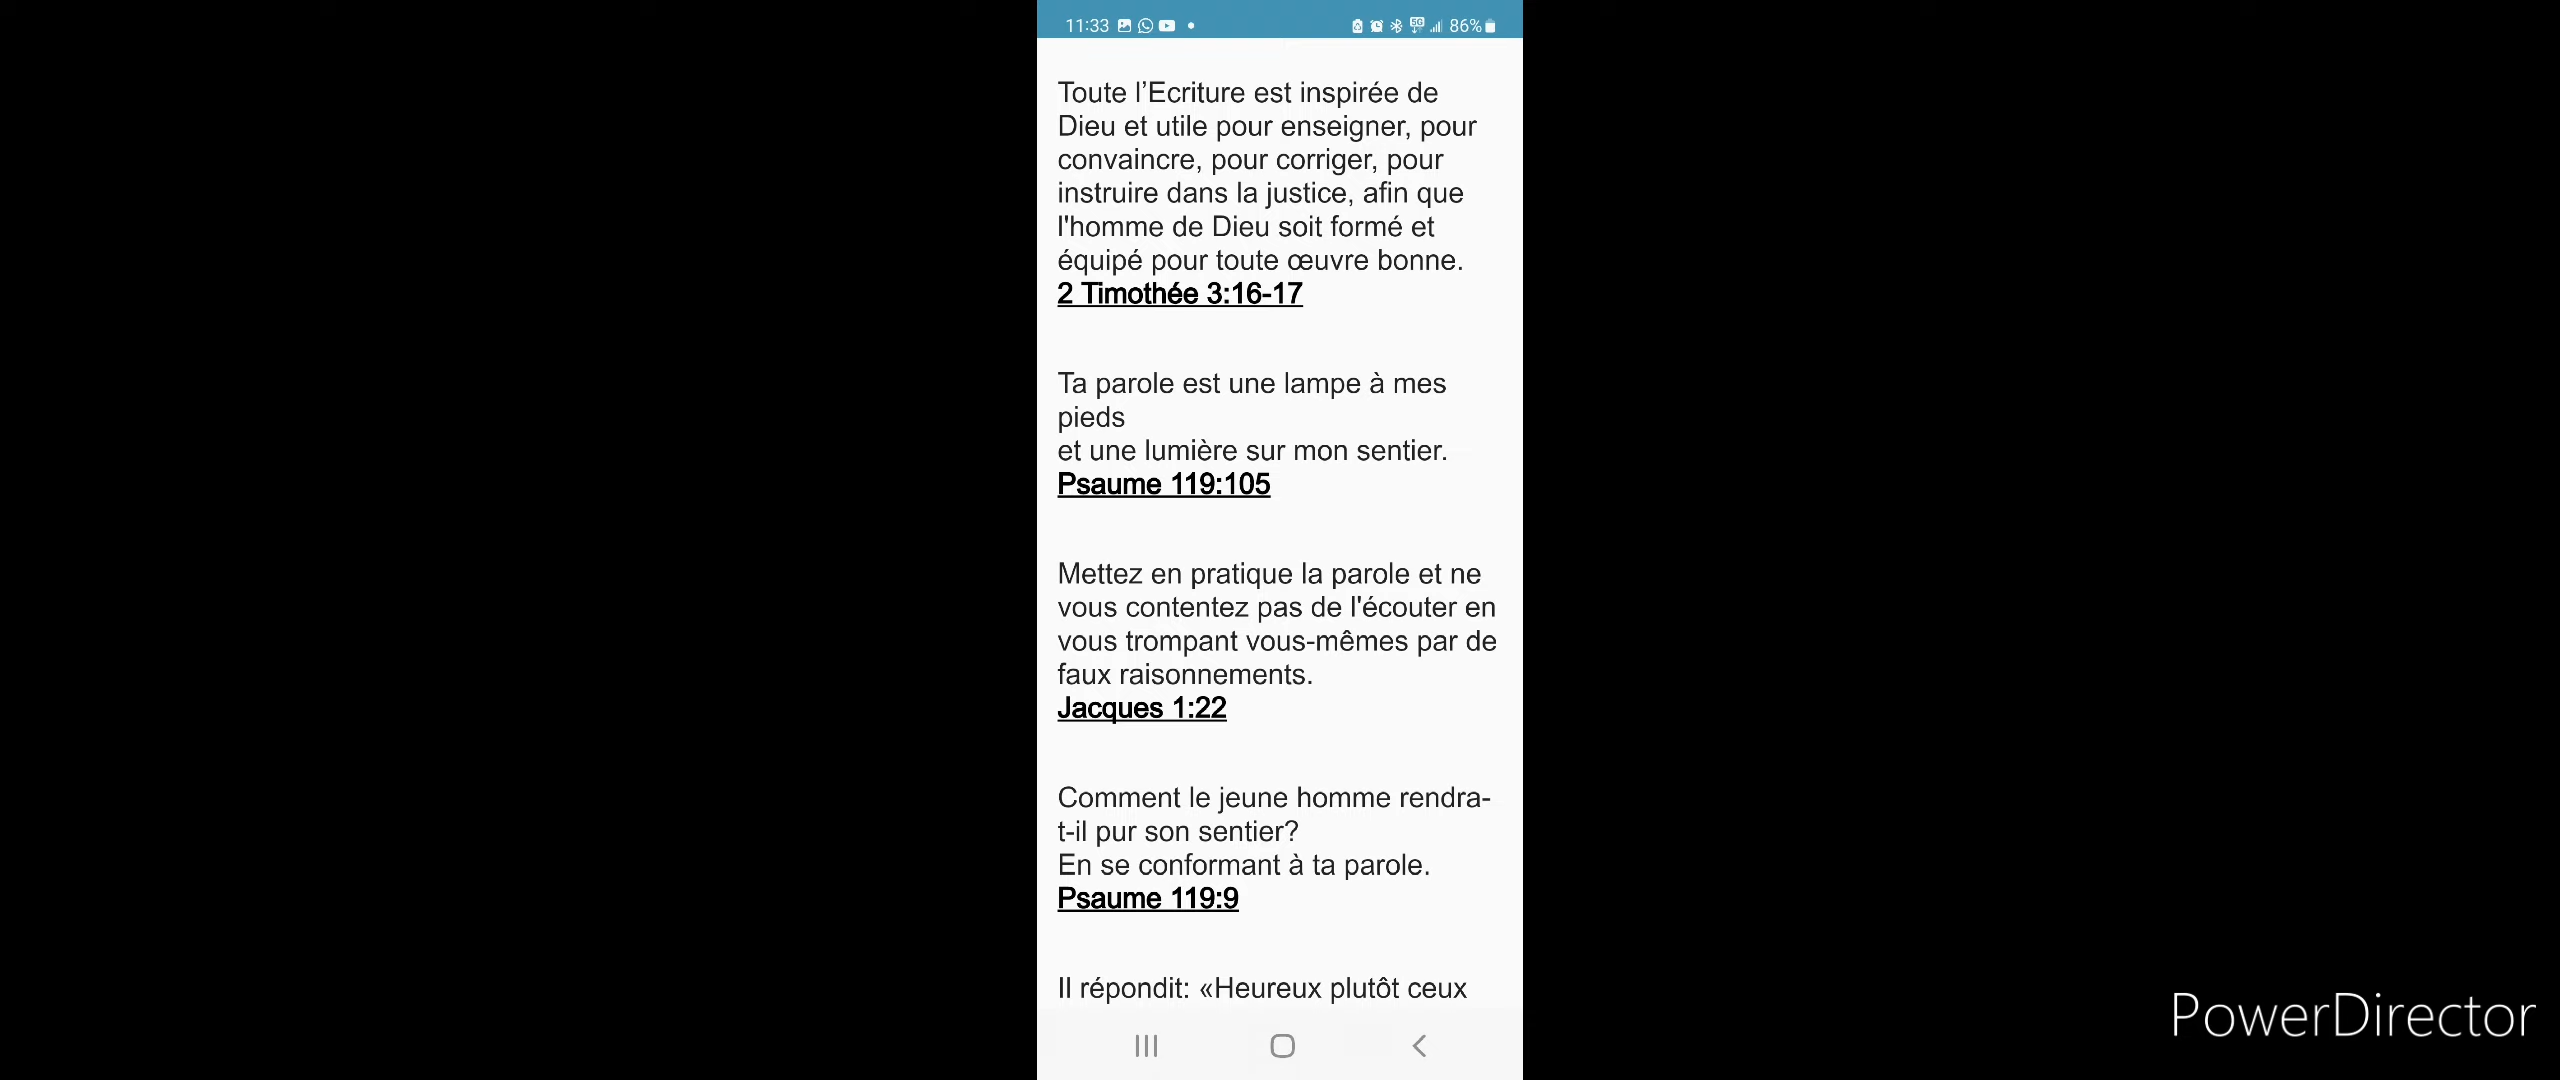 11:33
5G
86%
Toute l’Ecriture est inspirée de
Dieu et utile pour enseigner, pour
convaincre, pour corriger, pour
instruire dans la justice, afin que
l'homme de Dieu soit formé et
équipé pour toute œuvre bonne.
2 Timothée 3:16-17
Ta parole est une lampe à mes
pieds
et une lumière sur mon sentier.
Psaume 119:105
Mettez en pratique la parole et ne
vous contentez pas de l'écouter en
vous trompant vous-mêmes par de
faux raisonnements.
Jacques 1:22
Comment le jeune homme rendra-
t-il pur son sentier?
En se conformant à ta parole.
Psaume 119:9
Il répondit: «Heureux plutôt ceux
PowerDirector